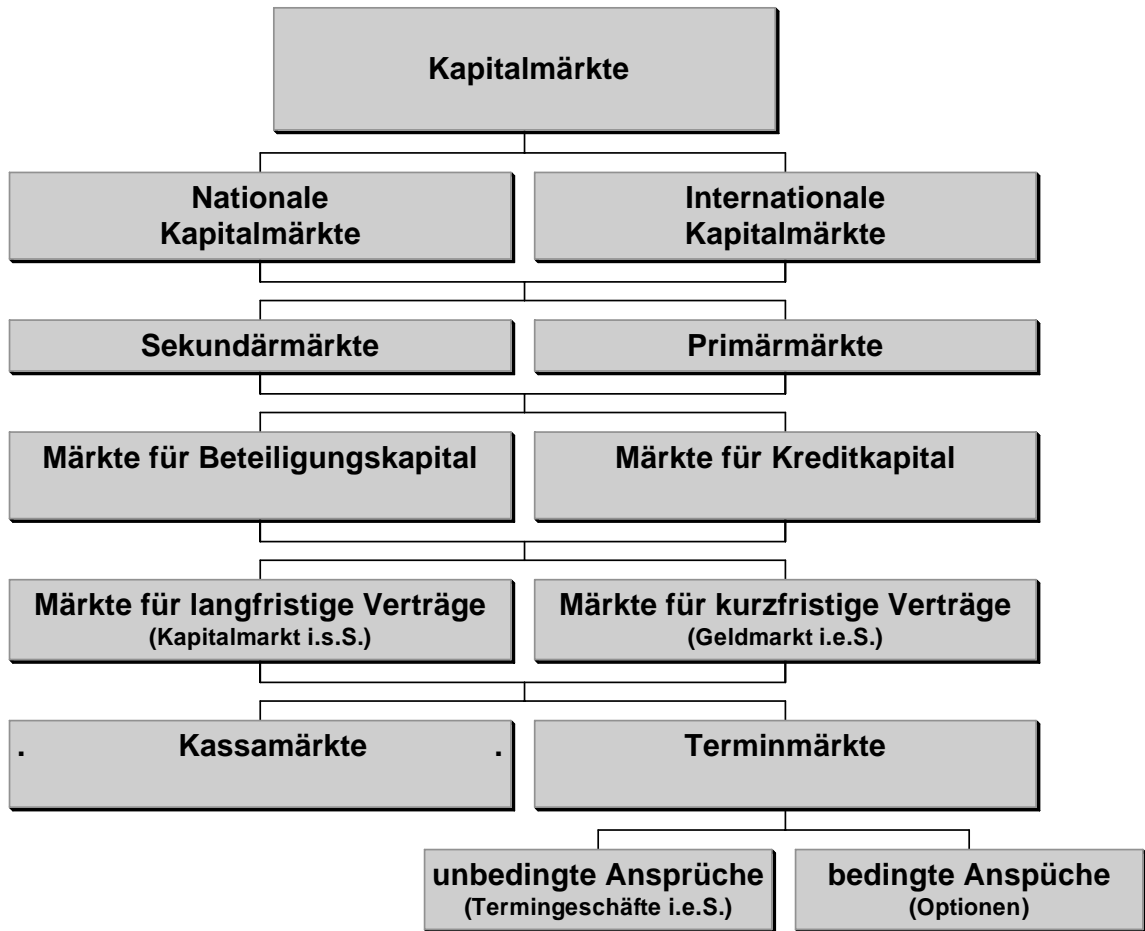 Kapitalmärkte
Nationale
Kapitalmärkte
Internationale
Kapitalmärkte
Sekundärmärkte
Primärmärkte
Märkte für Beteiligungskapital
Märkte für Kreditkapital
Märkte für langfristige Verträge
(Kapitalmarkt i.s.S.)
Märkte für kurzfristige Verträge
(Geldmarkt i.e.S.)
. Kassamärkte .
Terminmärkte
unbedingte Ansprüche
(Termingeschäfte i.e.S.)
bedingte Anspüche
(Optionen)